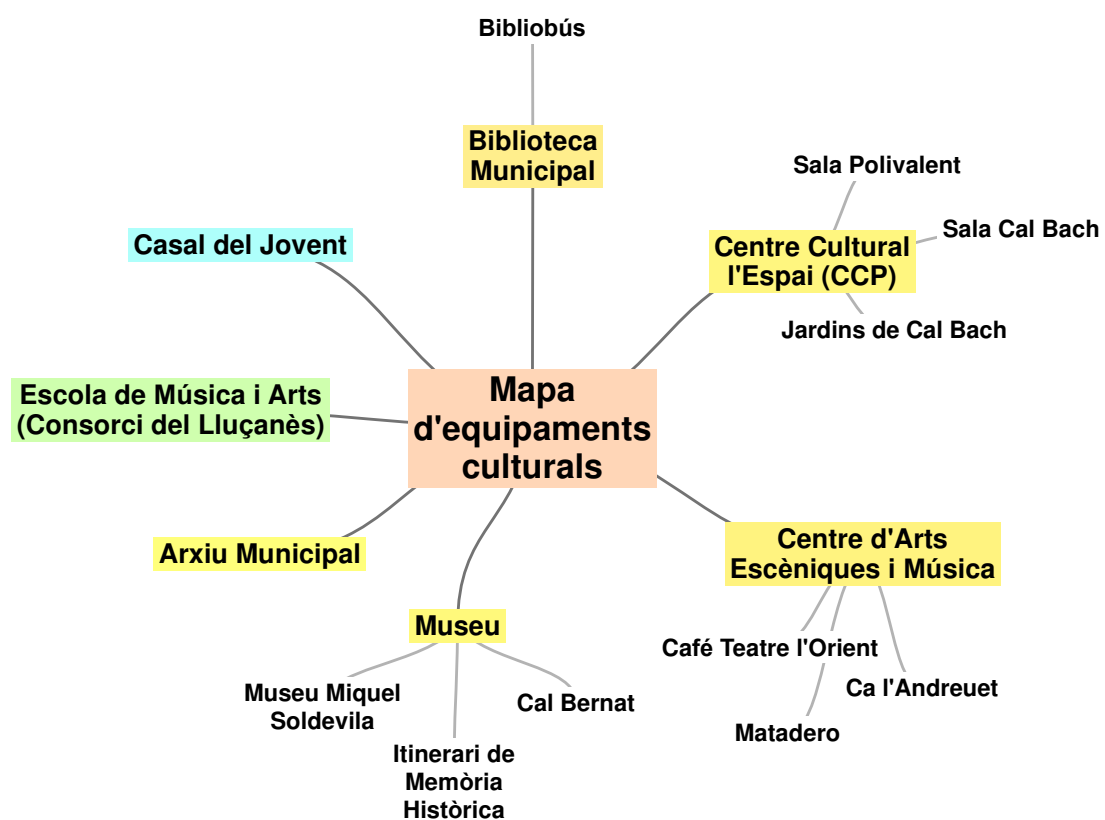 Bibliobús
Biblioteca
Municipal
Sala Polivalent
Casal del Jovent
Sala Cal Bach
Centre Cultural
l'Espai (CCP)
Jardins de Cal Bach
Escola de Música i Arts
(Consorci del Lluçanès)
Mapa
d'equipaments
culturals
Arxiu Municipal
Centre d'Arts
Escèniques i Música
Museu
Café Teatre l'Orient
Ca l'Andreuet
Museu Miquel
Soldevila
Cal Bernat
Matadero
Itinerari de
Memòria
Històrica